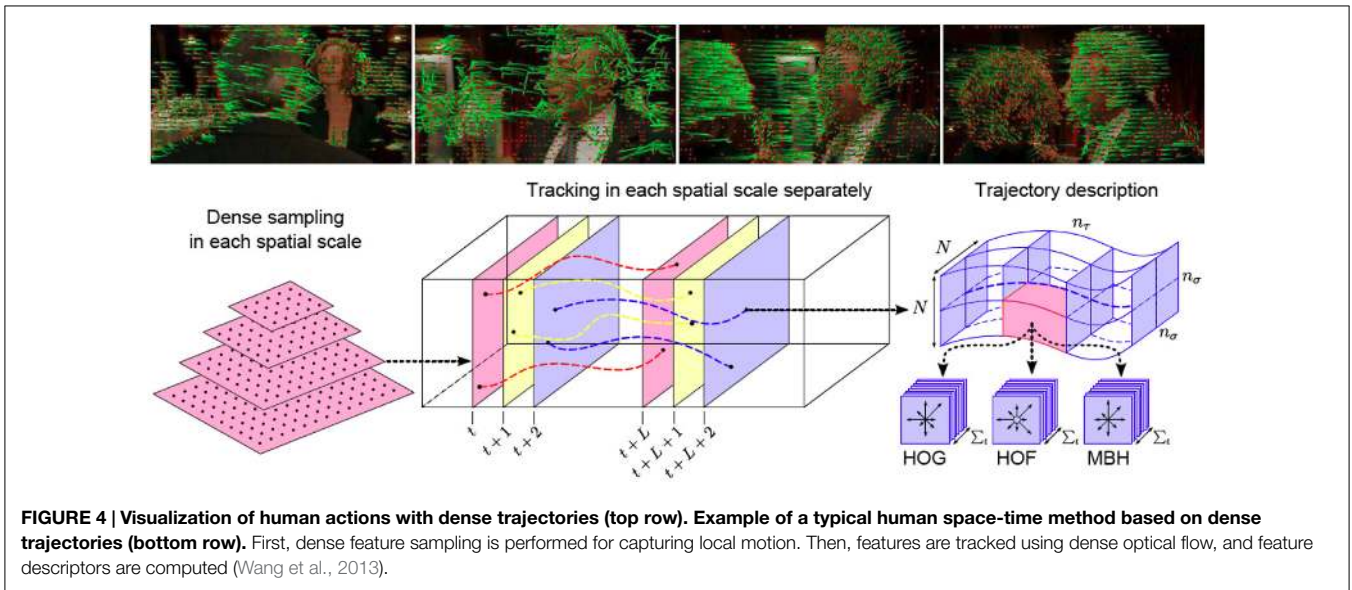 Dense sampling
in each spatial scale
Tracking in each spatial scale separately
Trajectory description
t
t + 1
t + 2
t + L
t + L + 1
t + L + 2
N
N
n_τ
n_σ
n_σ
Σ_t
Σ_t
Σ_t
HOG
HOF
MBH
FIGURE 4 | Visualization of human actions with dense trajectories (top row). Example of a typical human space-time method based on dense
trajectories (bottom row). First, dense feature sampling is performed for capturing local motion. Then, features are tracked using dense optical flow, and feature
descriptors are computed (Wang et al., 2013).